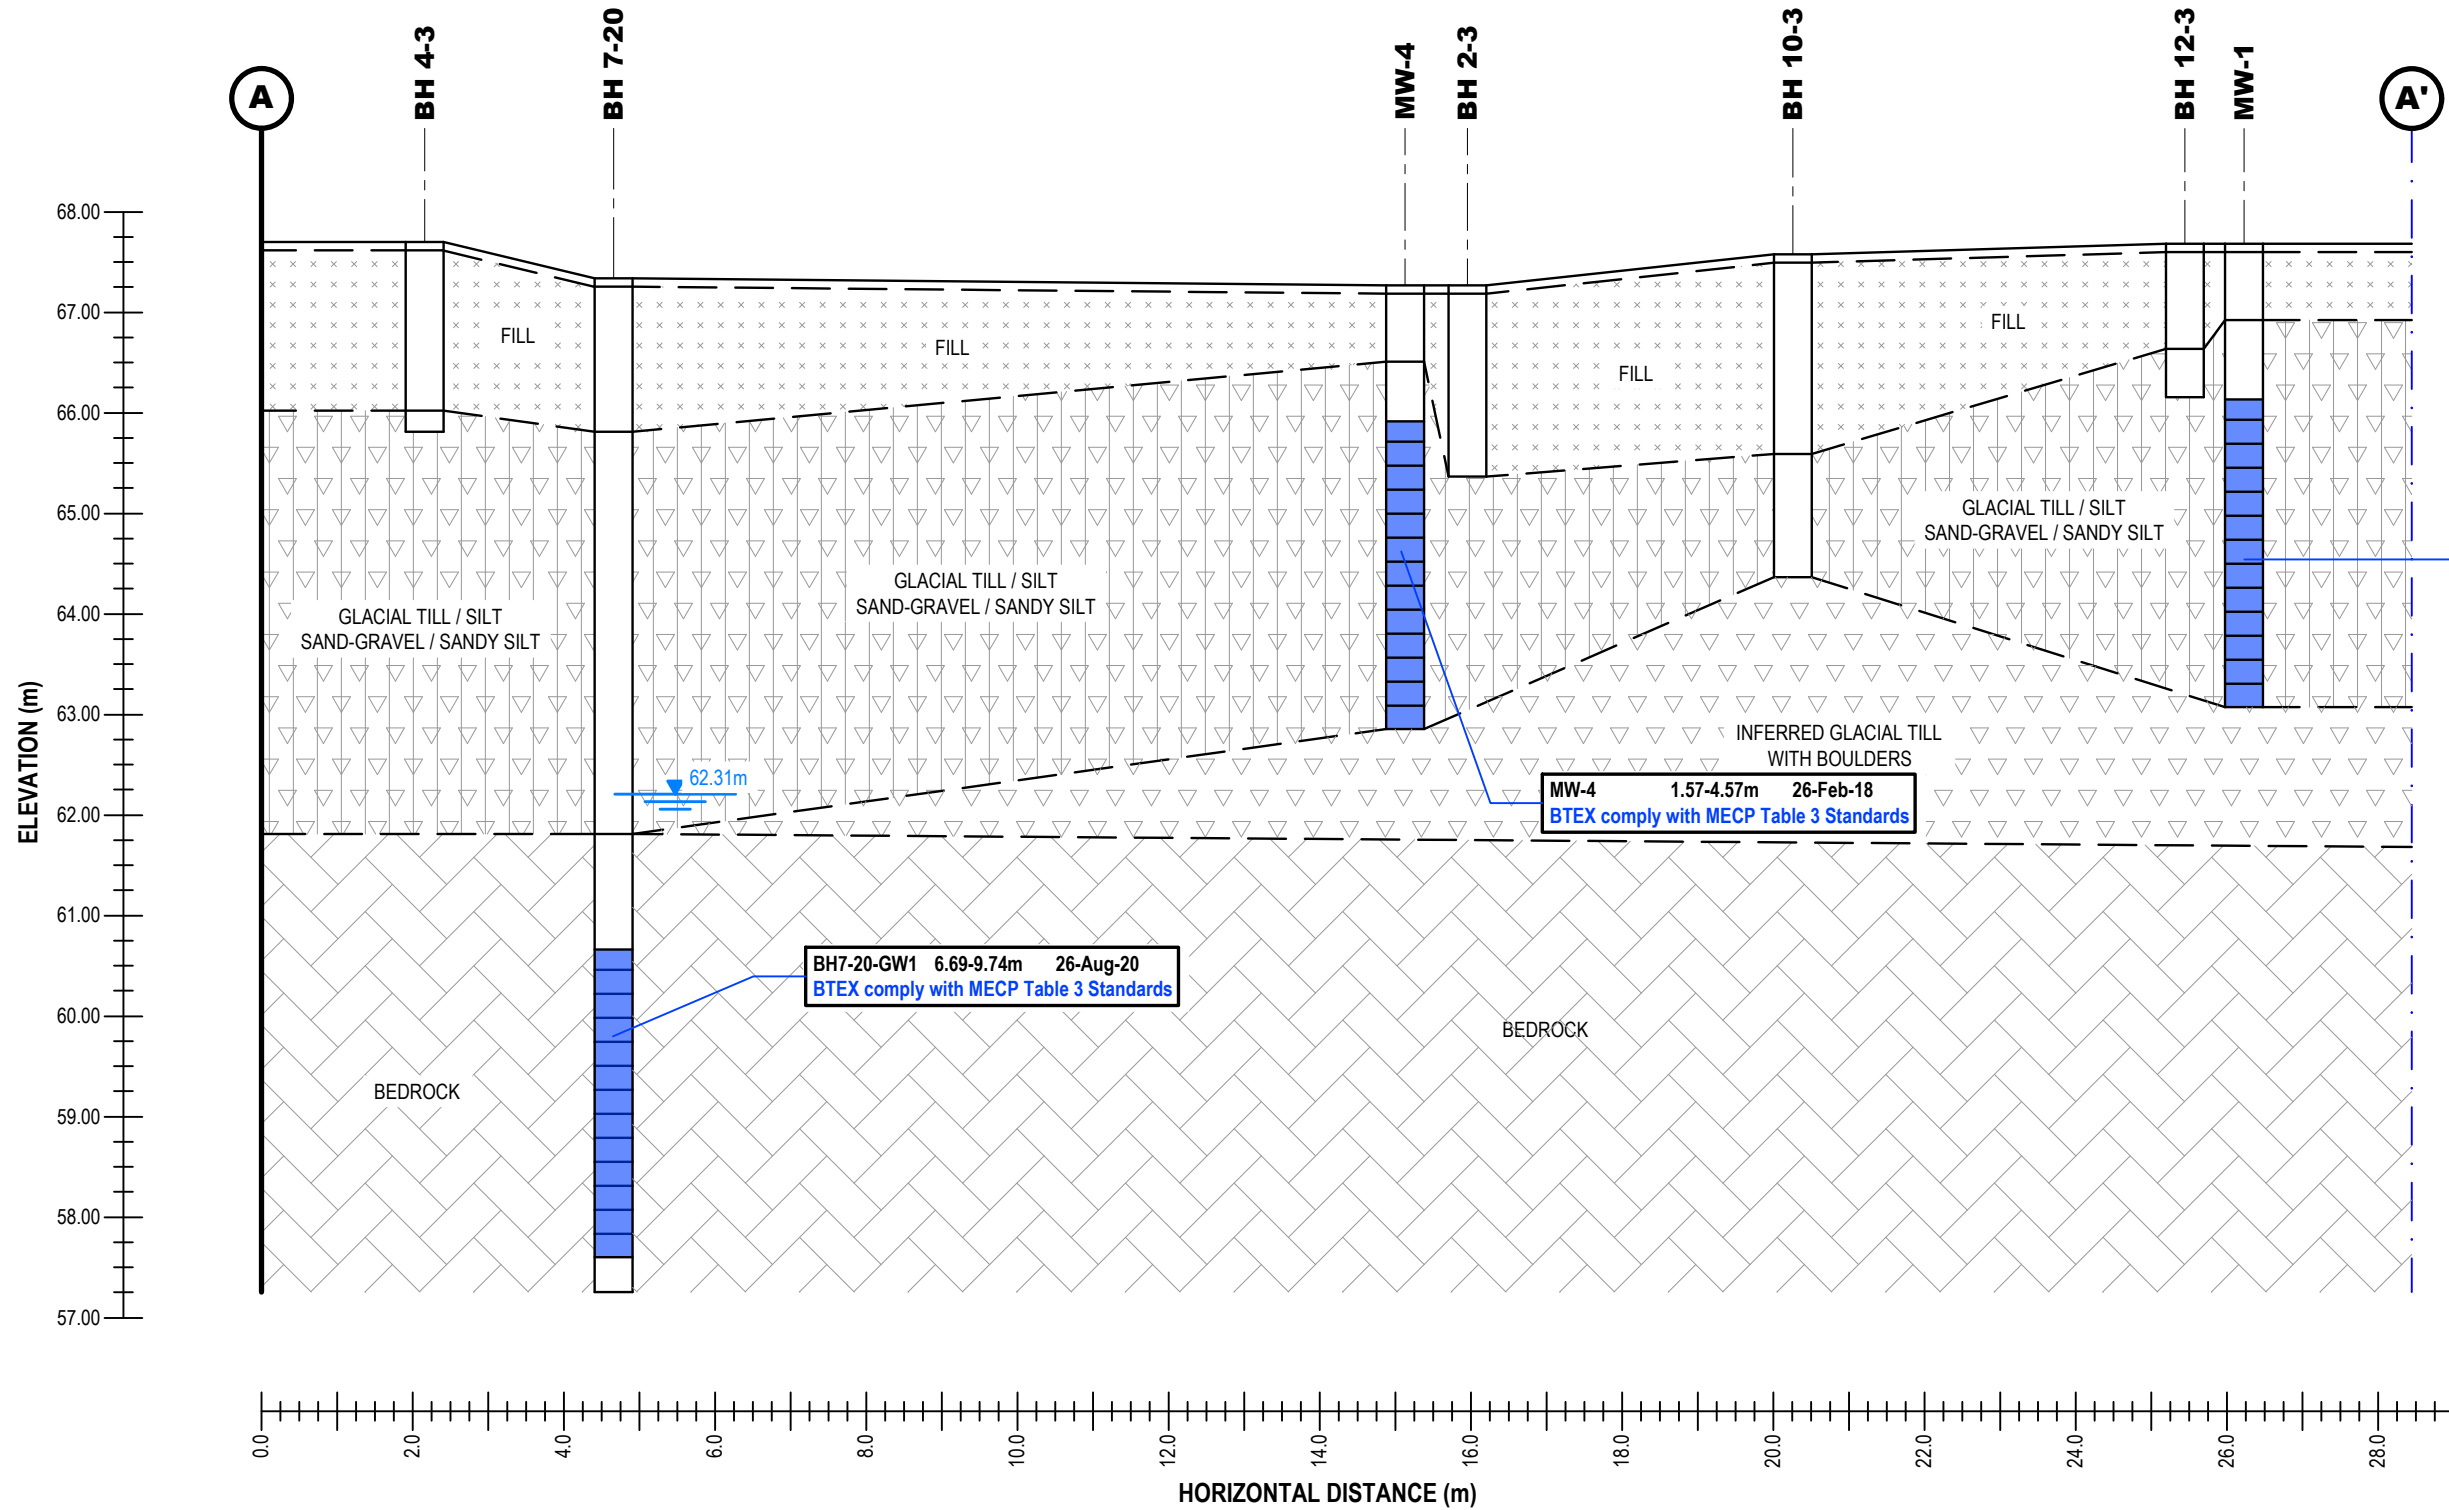 BH 4-3
BH 7-20
MW-4
BH 2-3
BH 10-3
BH 12-3
MW-1
A
A'
68.00
67.00
66.00
65.00
64.00
63.00
62.00
61.00
60.00
59.00
58.00
57.00
ELEVATION (m)
FILL
FILL
FILL
FILL
GLACIAL TILL / SILT
SAND-GRAVEL / SANDY SILT
GLACIAL TILL / SILT
SAND-GRAVEL / SANDY SILT
GLACIAL TILL / SILT
SAND-GRAVEL / SANDY SILT
INFERRED GLACIAL TILL
WITH BOULDERS
62.31m
MW-4 1.57-4.57m 26-Feb-18
BTEX comply with MECP Table 3 Standards
BH7-20-GW1 6.69-9.74m 26-Aug-20
BTEX comply with MECP Table 3 Standards
BEDROCK
BEDROCK
0.0
2.0
4.0
6.0
8.0
10.0
12.0
14.0
16.0
18.0
20.0
22.0
24.0
26.0
28.0
HORIZONTAL DISTANCE (m)